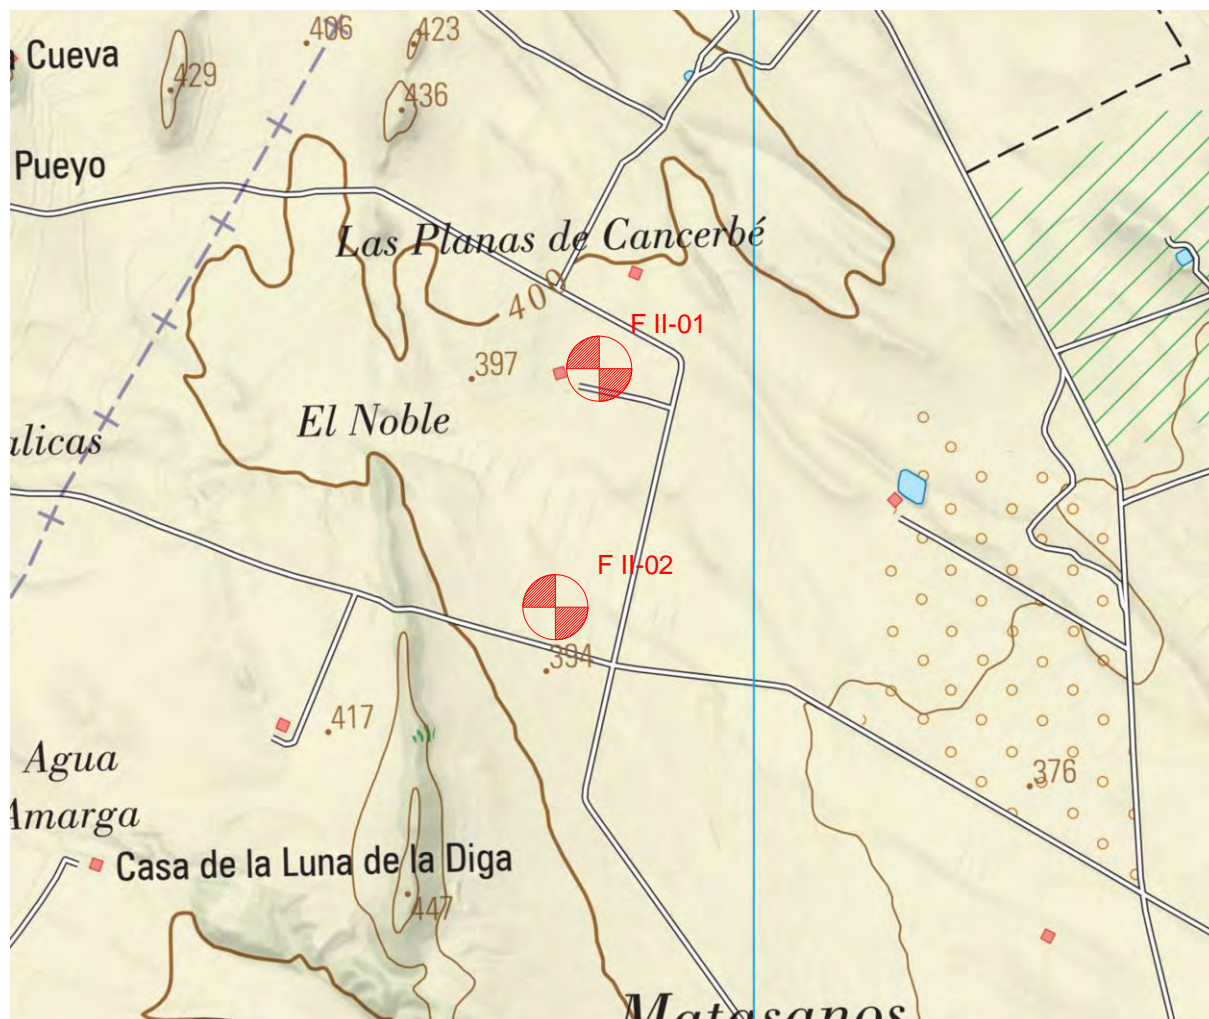 406
423
Cueva
429
436
Pueyo
Las Planas de Cancerbé
400
F II-01
397
El Noble
alicas
F II-02
394
417
Agua
Amarga
376
Casa de la Luna de la Diga
447
Matasanos